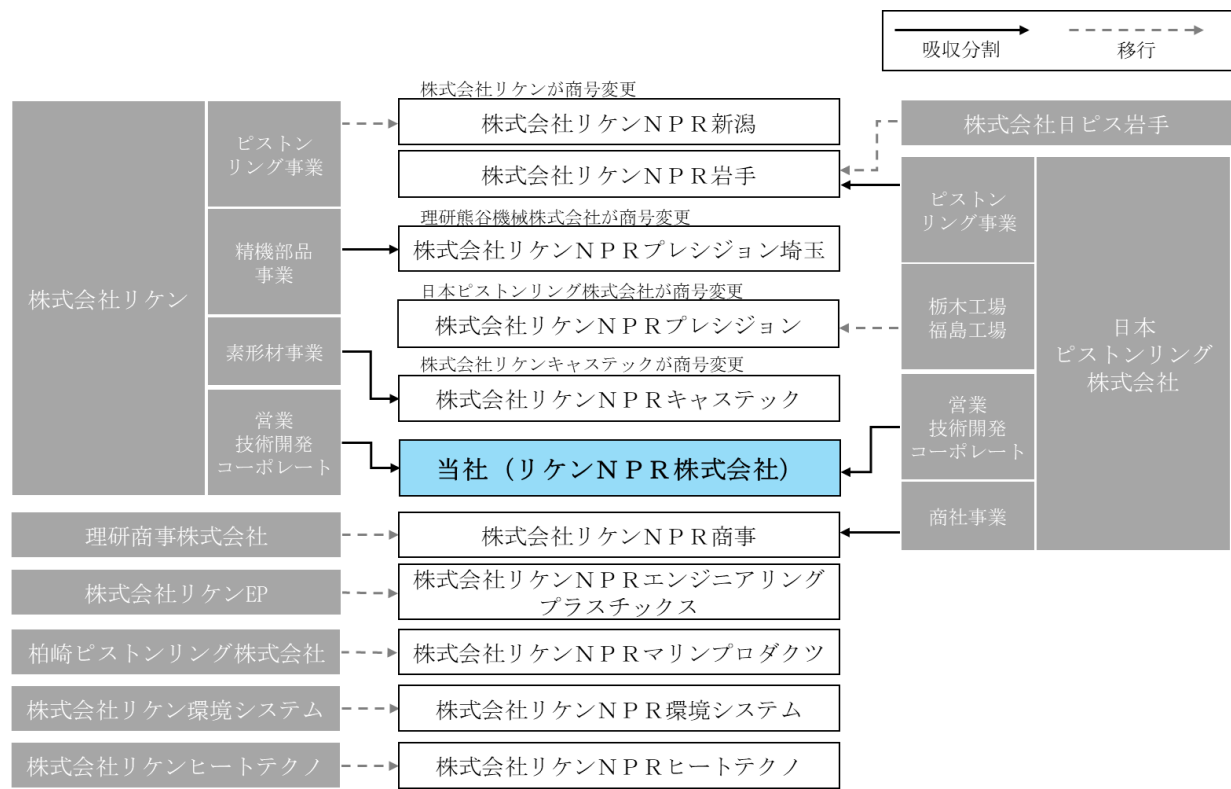 吸収分割
移行
株式会社リケン
ピストン
リング事業
精機部品
事業
素形材事業
営業
技術開発
コーポレート
理研商事株式会社
株式会社リケンEP
柏崎ピストンリング株式会社
株式会社リケン環境システム
株式会社リケンヒートテクノ
株式会社リケンが商号変更
株式会社リケンＮＰＲ新潟
株式会社リケンＮＰＲ岩手
理研熊谷機械株式会社が商号変更
株式会社リケンＮＰＲプレシジョン埼玉
日本ピストンリング株式会社が商号変更
株式会社リケンＮＰＲプレシジョン
株式会社リケンキャステックが商号変更
株式会社リケンＮＰＲキャステック
当社（リケンＮＰＲ株式会社）
株式会社リケンＮＰＲ商事
株式会社リケンＮＰＲエンジニアリング
プラスチックス
株式会社リケンＮＰＲマリンプロダクツ
株式会社リケンＮＰＲ環境システム
株式会社リケンＮＰＲヒートテクノ
株式会社日ピス岩手
ピストン
リング事業
栃木工場
福島工場
営業
技術開発
コーポレート
商社事業
日本
ピストンリング
株式会社